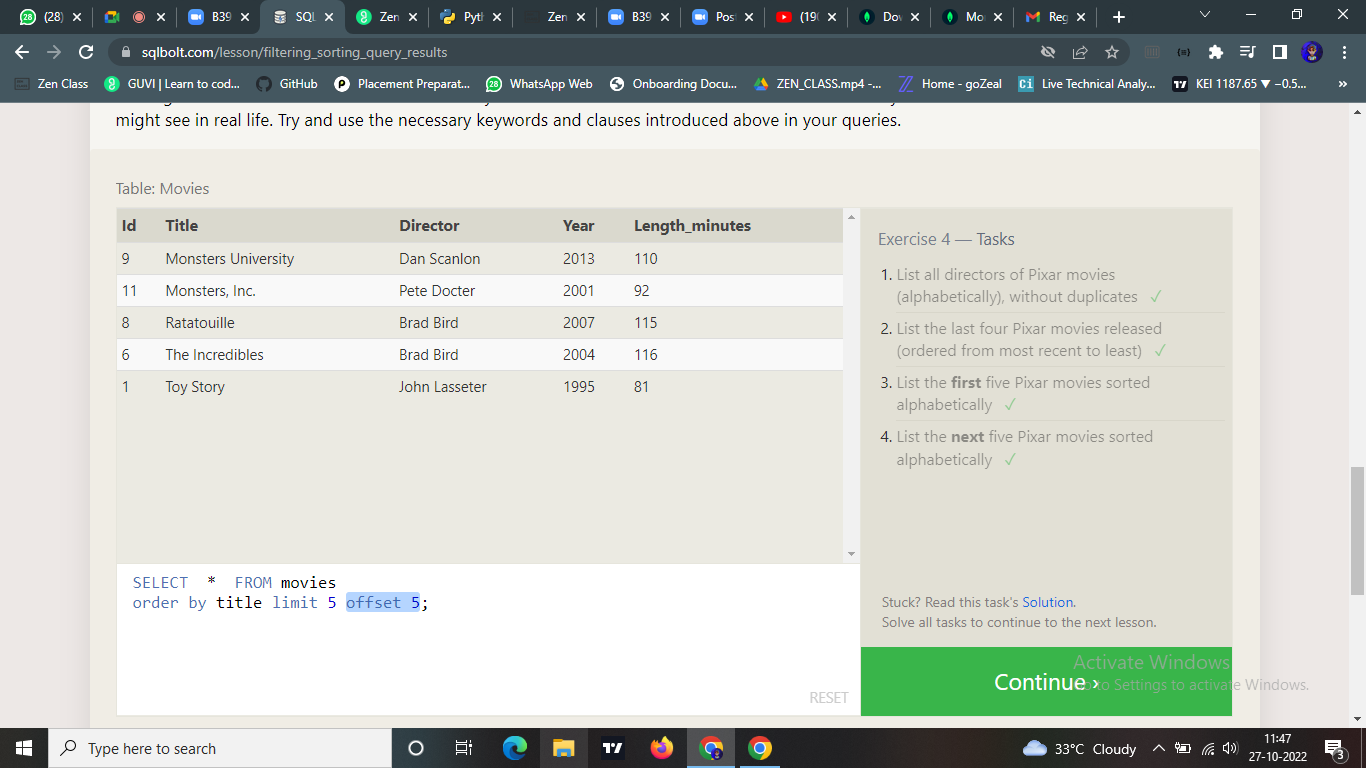 (28)
B39
SQL
Zen
Pyt
Zen
B39
Pos
(190
Do
Mo
Reg
sqlbolt.com/lesson/filtering_sorting_query_results
Zen Class
GUVI | Learn to cod...
GitHub
Placement Preparat...
WhatsApp Web
Onboarding Docu...
ZEN_CLASS.mp4 -...
Home - goZeal
Live Technical Analy...
KEI 1187.65 ▼ −0.5...
»
might see in real life. Try and use the necessary keywords and clauses introduced above in your queries.
Table: Movies
Id Title Director Year Length_minutes
9 Monsters University Dan Scanlon 2013 110
11 Monsters, Inc. Pete Docter 2001 92
8 Ratatouille Brad Bird 2007 115
6 The Incredibles Brad Bird 2004 116
1 Toy Story John Lasseter 1995 81
SELECT * FROM movies
order by title limit 5 offset 5;
RESET
Exercise 4 — Tasks
1. List all directors of Pixar movies
(alphabetically), without duplicates ✓
2. List the last four Pixar movies released
(ordered from most recent to least) ✓
3. List the first five Pixar movies sorted
alphabetically ✓
4. List the next five Pixar movies sorted
alphabetically ✓
Stuck? Read this task's Solution.
Solve all tasks to continue to the next lesson.
Continue ›
Activate Windows
Go to Settings to activate Windows.
Type here to search
33°C Cloudy
11:47
27-10-2022
3